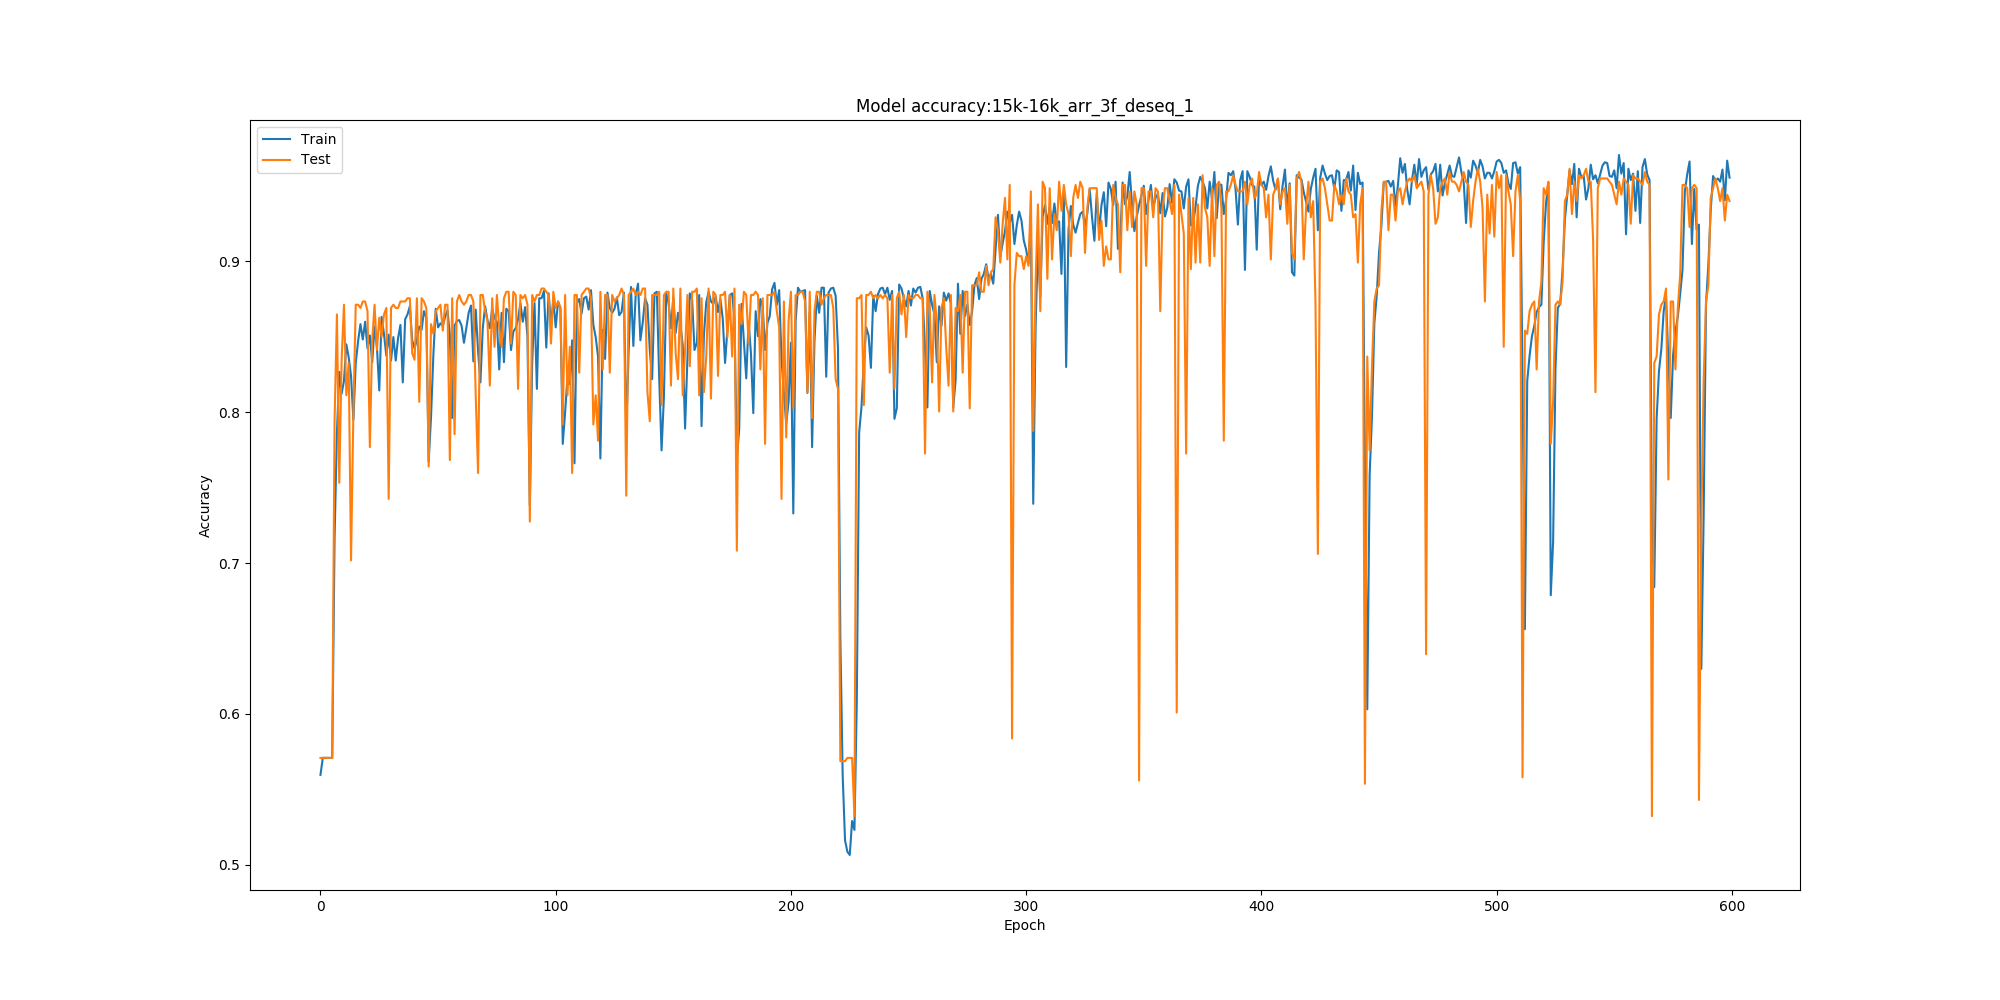 Model accuracy:15k-16k_arr_3f_deseq_1
Train
Test
Accuracy
0.9
0.8
0.7
0.6
0.5
0 100 200 300 400 500 600
Epoch